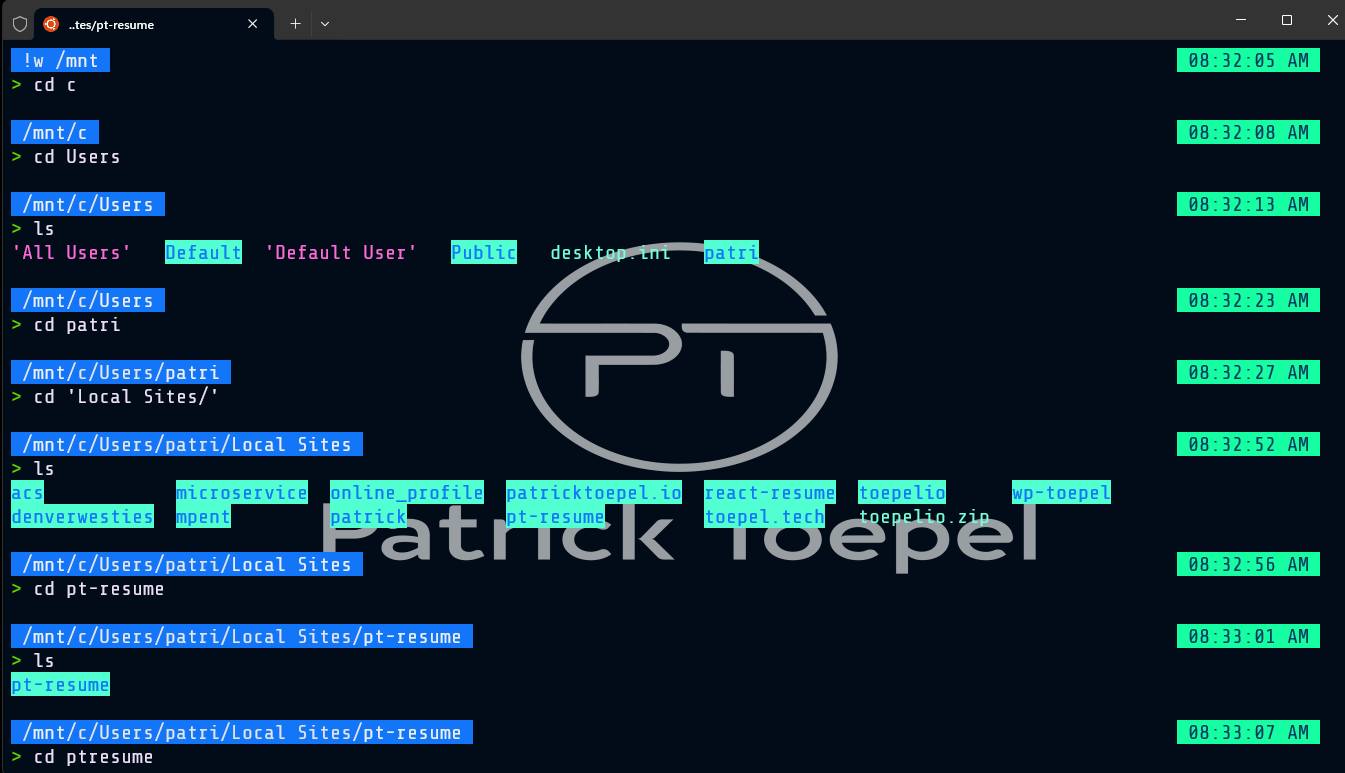 ..tes/pt-resume
!w /mnt 08:32:05 AM
> cd c
/mnt/c 08:32:08 AM
> cd Users
/mnt/c/Users 08:32:13 AM
> ls
'All Users' Default 'Default User' Public desktop.ini patri
/mnt/c/Users 08:32:23 AM
> cd patri
/mnt/c/Users/patri 08:32:27 AM
> cd 'Local Sites/'
/mnt/c/Users/patri/Local Sites 08:32:52 AM
> ls
acs microservice online_profile patricktoepel.io react-resume toepelio wp-toepel
denverwesties mpent patrick pt-resume toepel.tech toepelio.zip
/mnt/c/Users/patri/Local Sites 08:32:56 AM
> cd pt-resume
/mnt/c/Users/patri/Local Sites/pt-resume 08:33:01 AM
> ls
pt-resume
/mnt/c/Users/patri/Local Sites/pt-resume 08:33:07 AM
> cd ptresume
PT
Patrick Toepel